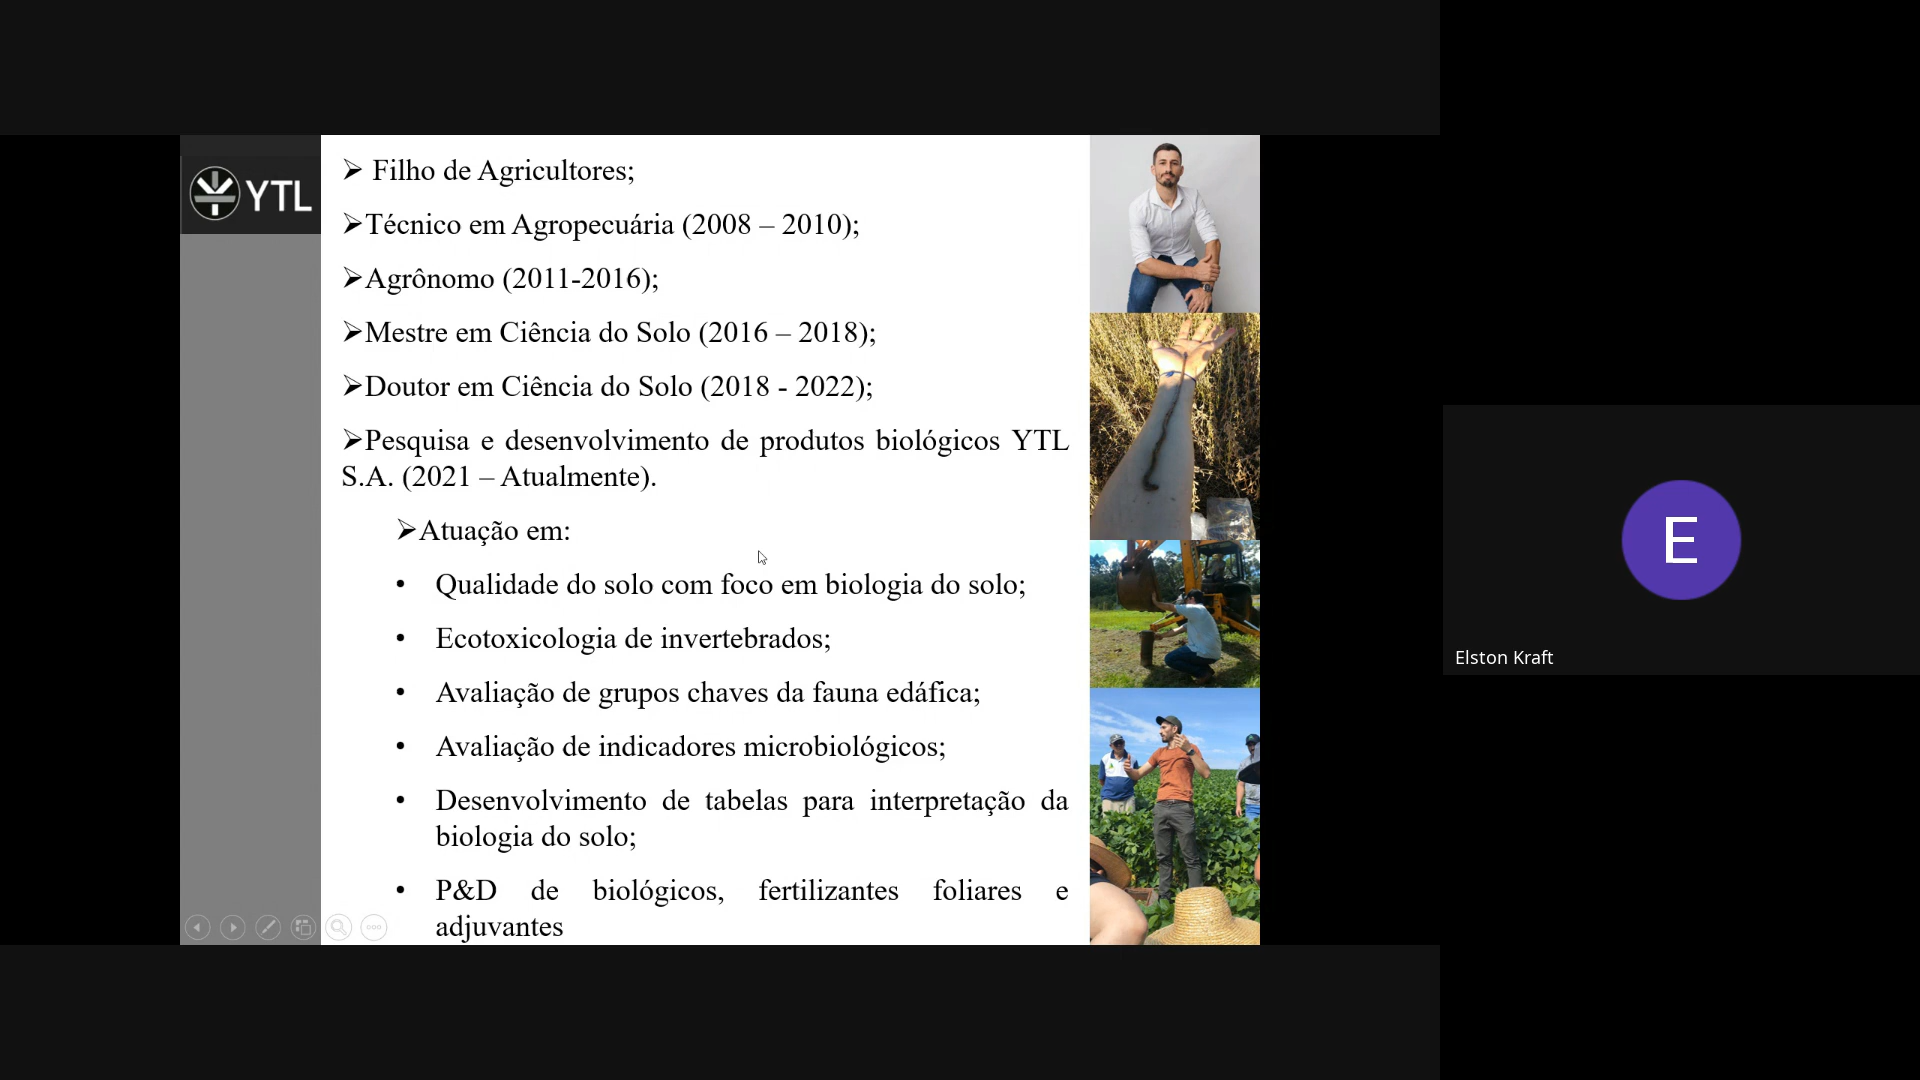 YTL
➢ Filho de Agricultores;
➢Técnico em Agropecuária (2008 – 2010);
➢Agrônomo (2011-2016);
➢Mestre em Ciência do Solo (2016 – 2018);
➢Doutor em Ciência do Solo (2018 - 2022);
➢Pesquisa e desenvolvimento de produtos biológicos YTL
S.A. (2021 – Atualmente).
➢Atuação em:
• Qualidade do solo com foco em biologia do solo;
• Ecotoxicologia de invertebrados;
• Avaliação de grupos chaves da fauna edáfica;
• Avaliação de indicadores microbiológicos;
• Desenvolvimento de tabelas para interpretação da
biologia do solo;
• P&D de biológicos, fertilizantes foliares e
adjuvantes
E
Elston Kraft